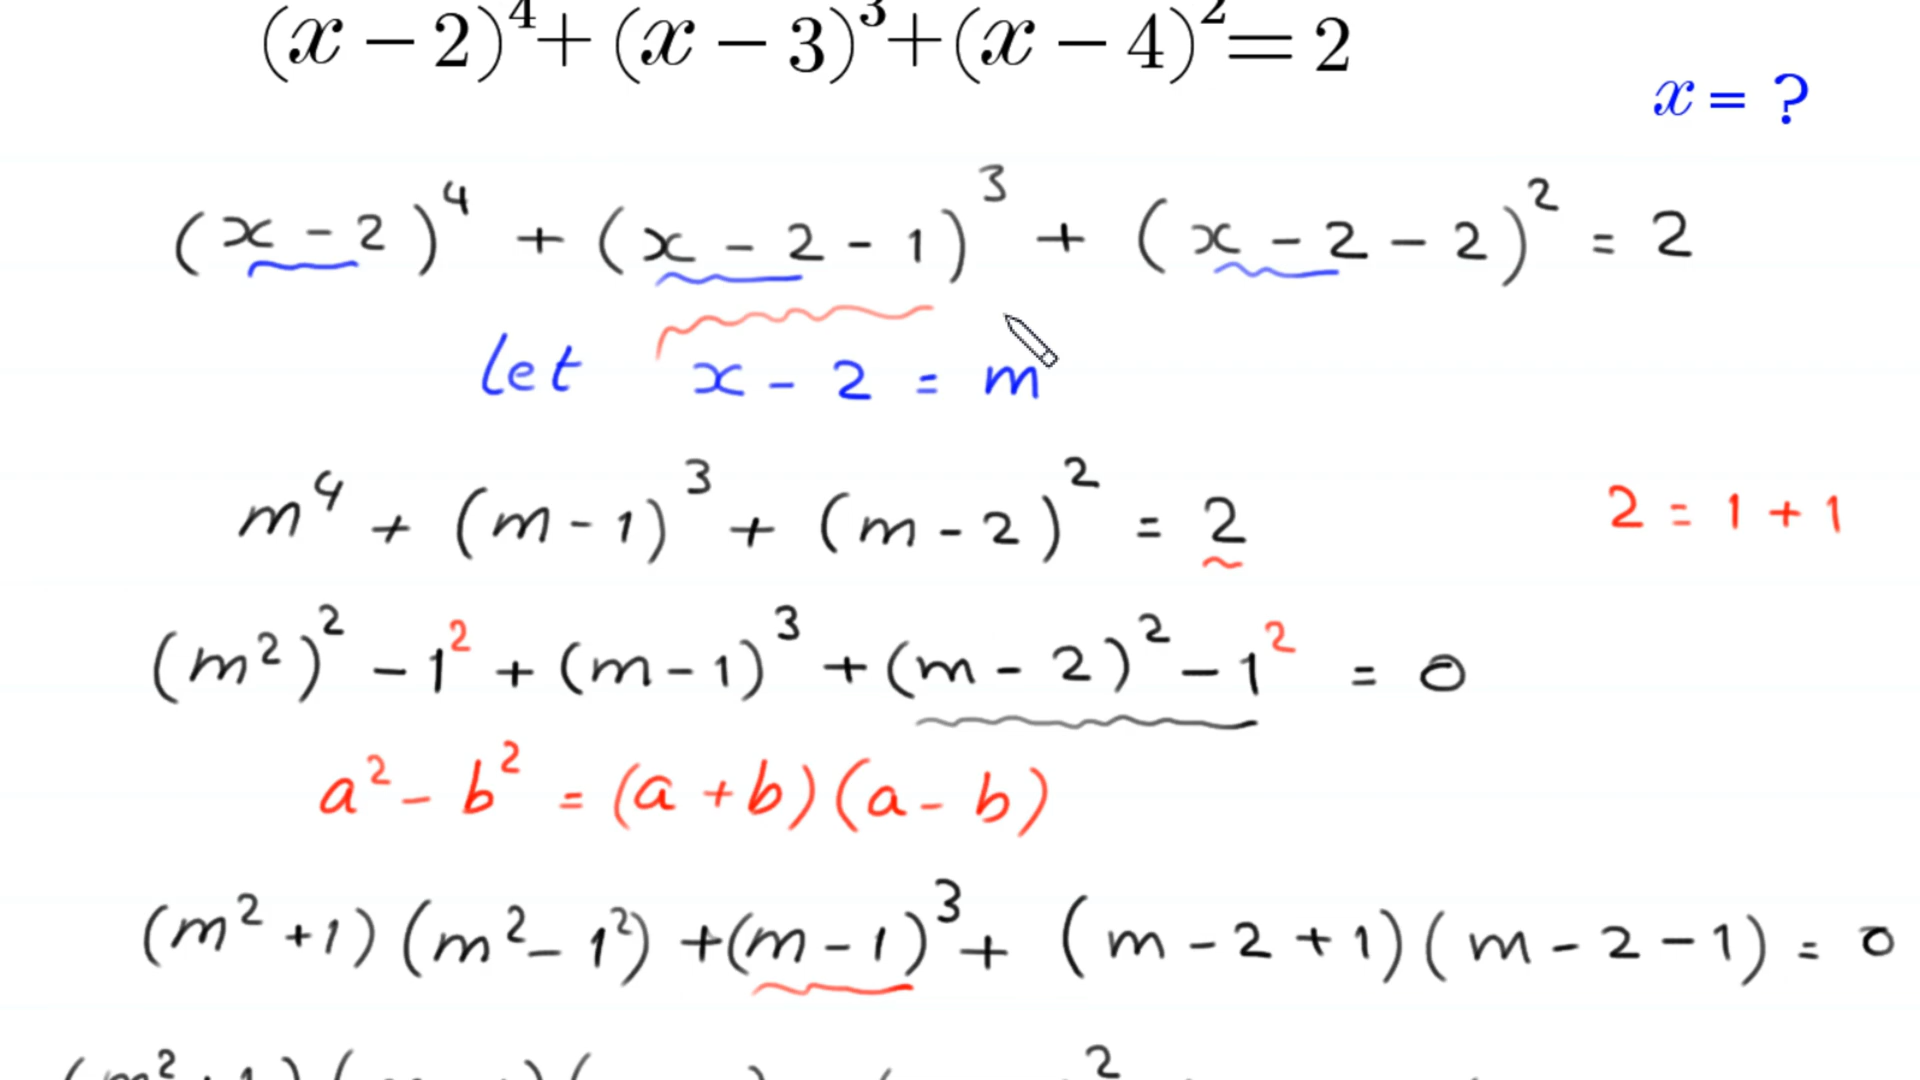 (x − 2)⁴ + (x − 3)³ + (x − 4)² = 2
x = ?
(x − 2)⁴ + (x − 2 − 1)³ + (x − 2 − 2)² = 2
let x − 2 = m
m⁴ + (m − 1)³ + (m − 2)² = 2
2 = 1 + 1
(m²)² − 1² + (m − 1)³ + (m − 2)² − 1² = 0
a² − b² = (a + b)(a − b)
(m² + 1)(m² − 1²) + (m − 1)³ + (m − 2 + 1)(m − 2 − 1) = 0